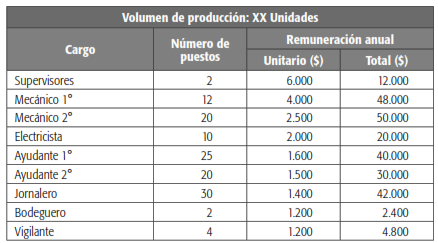 Volumen de producción: XX Unidades
Cargo
Número de puestos
Remuneración anual
Unitario ($)
Total ($)
Supervisores 2 6.000 12.000
Mecánico 1° 12 4.000 48.000
Mecánico 2° 20 2.500 50.000
Electricista 10 2.000 20.000
Ayudante 1° 25 1.600 40.000
Ayudante 2° 20 1.500 30.000
Jornalero 30 1.400 42.000
Bodeguero 2 1.200 2.400
Vigilante 4 1.200 4.800